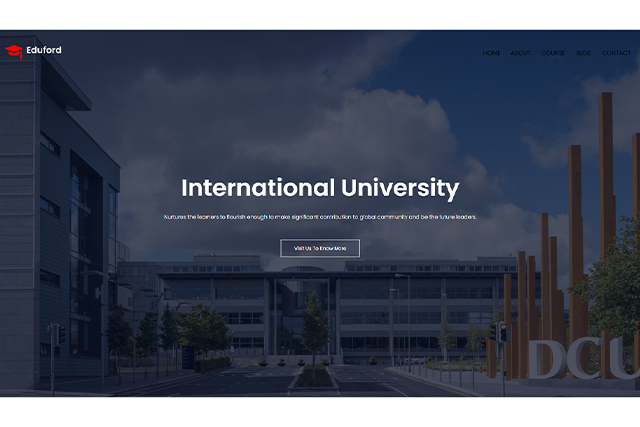 Eduford
HOME ABOUT COURSE BLOG CONTACT
International University
Nurtures the learners to flourish enough to make significant contribution to global community and be the future leaders.
Visit Us To Know More
DCU